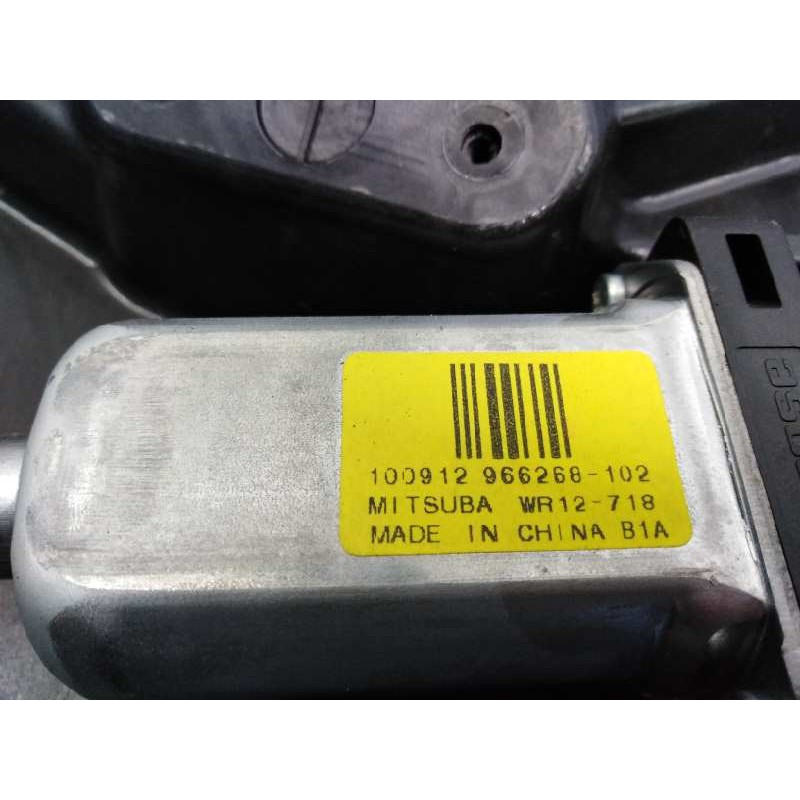 100912 966268-102
MITSUBA WR12-718
MADE IN CHINA B1A